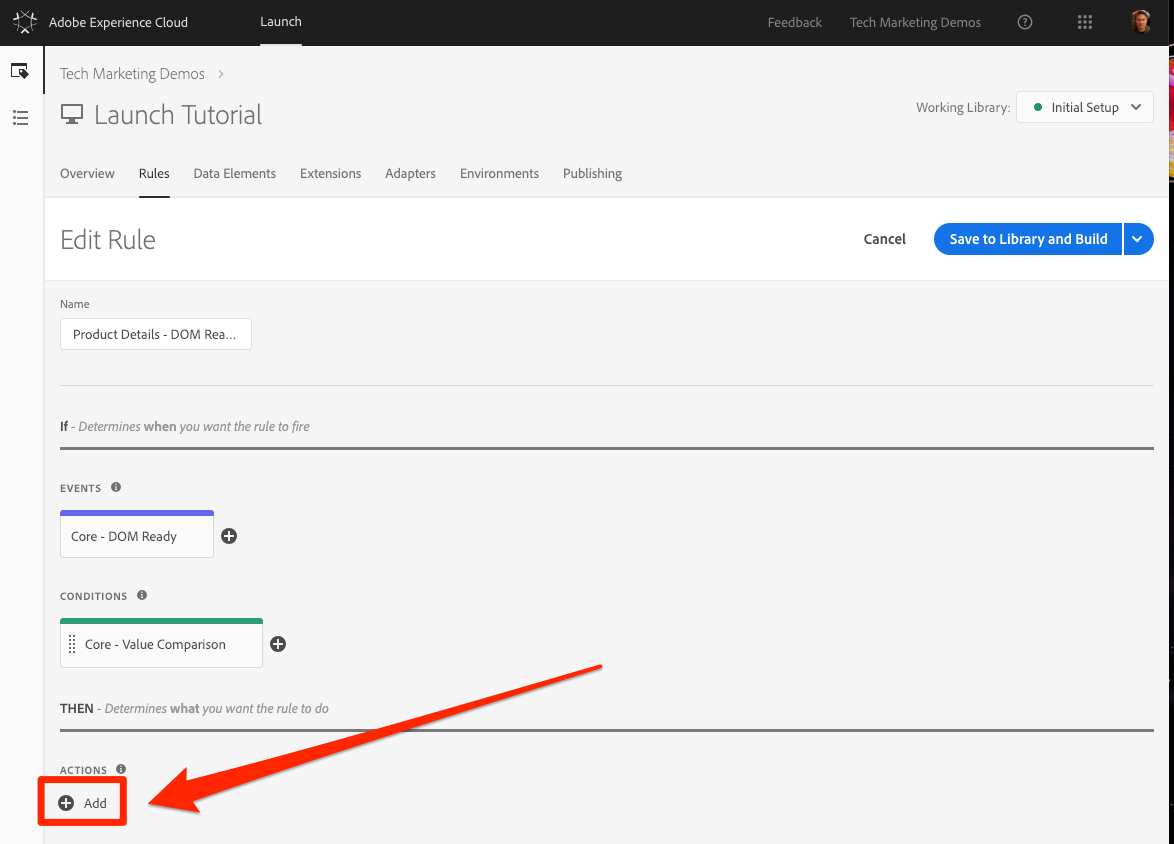 Adobe Experience Cloud Launch Feedback Tech Marketing Demos
Tech Marketing Demos
Launch Tutorial
Working Library: Initial Setup
Overview Rules Data Elements Extensions Adapters Environments Publishing
Edit Rule
Cancel Save to Library and Build
Name
Product Details - DOM Rea...
If - Determines when you want the rule to fire
EVENTS
Core - DOM Ready
CONDITIONS
Core - Value Comparison
THEN - Determines what you want the rule to do
ACTIONS
Add